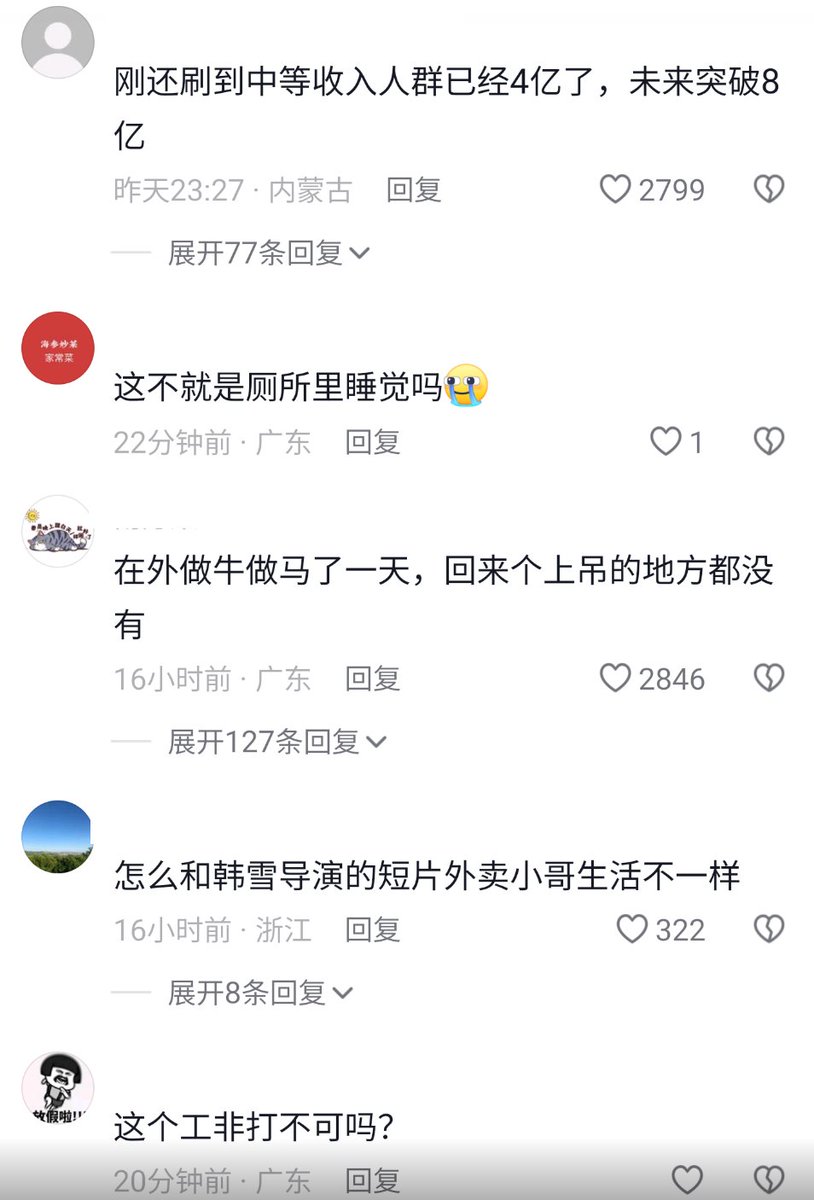 刚还刷到中等收入人群已经4亿了，未来突破8
亿
昨天23:27 · 内蒙古 回复 2799
展开77条回复
海参炒菜
家常菜
这不就是厕所里睡觉吗
22分钟前 · 广东 回复 1
在外做牛做马了一天，回来个上吊的地方都没
有
16小时前 · 广东 回复 2846
展开127条回复
怎么和韩雪导演的短片外卖小哥生活不一样
16小时前 · 浙江 回复 322
展开8条回复
放假啦!!!
这个工非打不可吗？
20分钟前 · 广东 回复